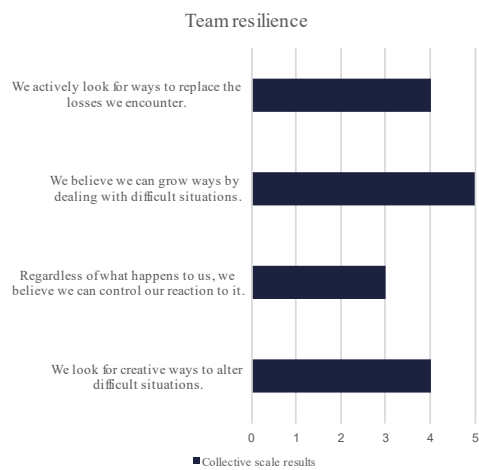 Team resilience
We actively look for ways to replace the
losses we encounter.
We believe we can grow ways by
dealing with difficult situations.
Regardless of what happens to us, we
believe we can control our reaction to it.
We look for creative ways to alter
difficult situations.
0 1 2 3 4 5
Collective scale results